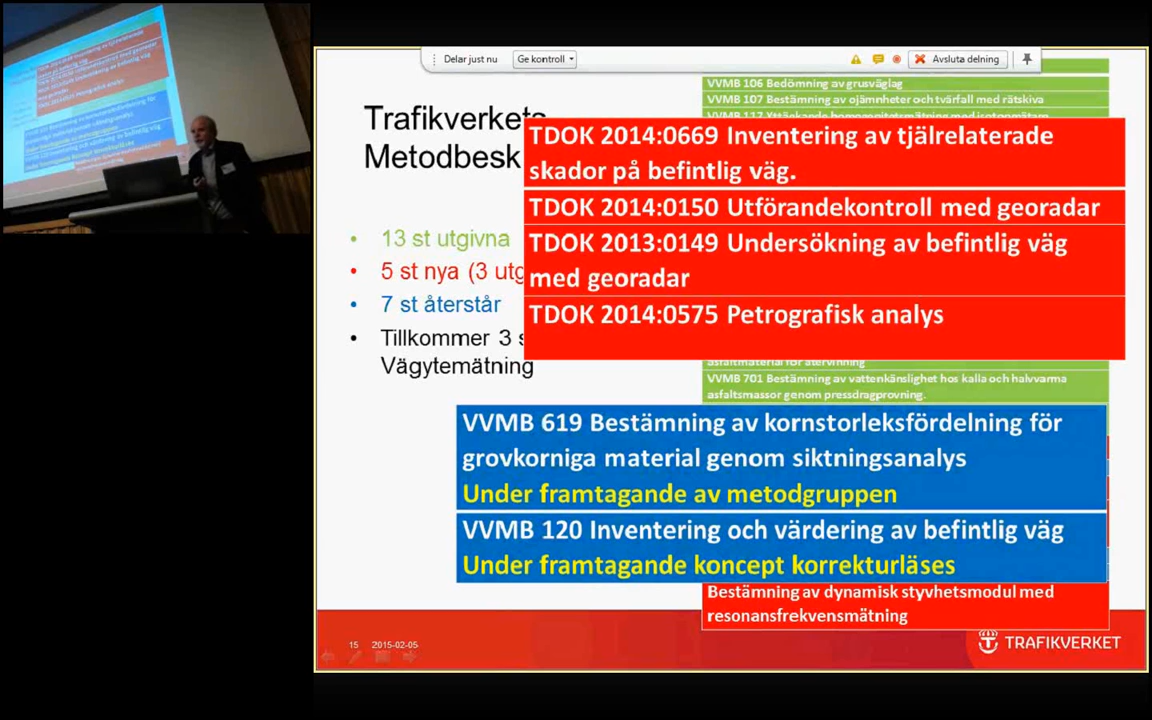 Delar just nu
Ge kontroll
Avsluta delning
Trafikverkets
Metodbesk
13 st utgivna
5 st nya (3 utg
7 st återstår
Tillkommer 3 s
Vägytemätning
VVMB 106 Bedömning av grusväglag
VVMB 107 Bestämning av ojämnheter och tvärfall med rätskiva
TDOK 2014:0669 Inventering av tjälrelaterade
skador på befintlig väg.
TDOK 2014:0150 Utförandekontroll med georadar
TDOK 2013:0149 Undersökning av befintlig väg
med georadar
TDOK 2014:0575 Petrografisk analys
asfaltmaterial för återvinning
VVMB 701 Bestämning av vattenkänslighet hos kalla och halvvarma
asfaltsmassor genom pressdragprovning.
VVMB 619 Bestämning av kornstorleksfördelning för
grovkorniga material genom siktningsanalys
Under framtagande av metodgruppen
VVMB 120 Inventering och värdering av befintlig väg
Under framtagande koncept korrekturläses
Bestämning av dynamisk styvhetsmodul med
resonansfrekvensmätning
15 2015-02-05
TRAFIKVERKET